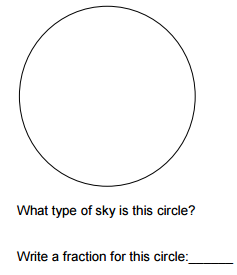 What type of sky is this circle?
Write a fraction for this circle:______